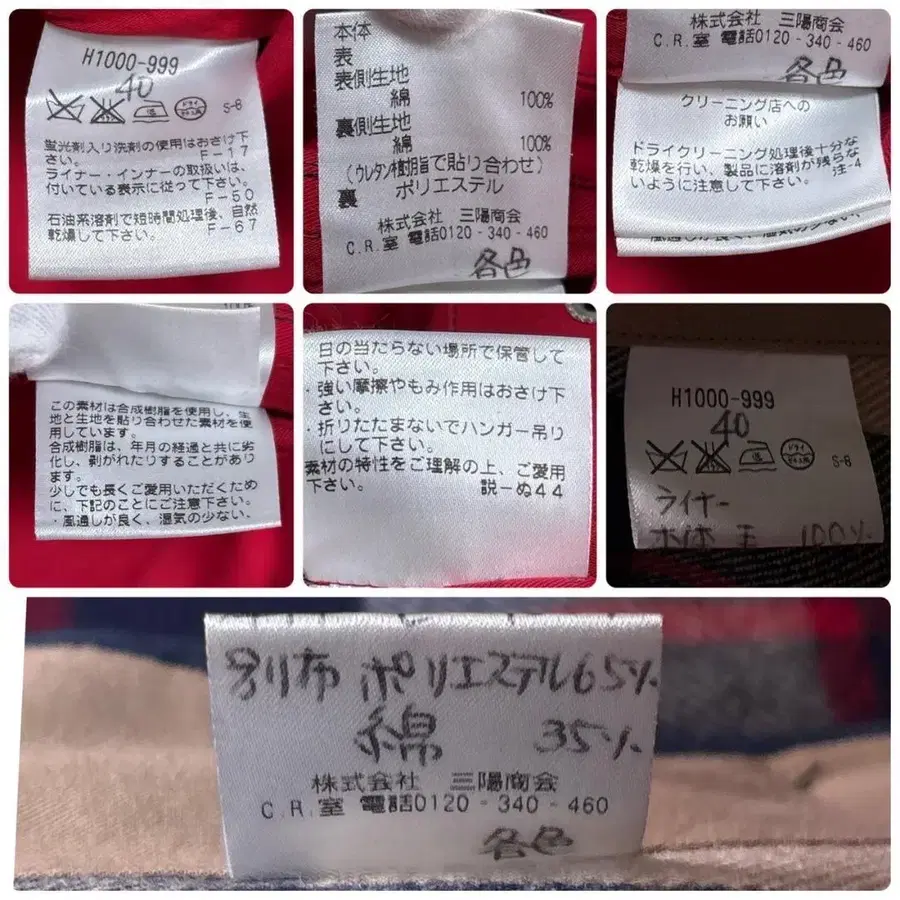 H1000-999
40
ドライ
セキユ系
S-8
蛍光剤入り洗剤の使用はおさけ下
さい。 F-17
ライナー・インナーの取扱いは、
付いている表示に従って下さい。
F-50
石油系溶剤で短時間処理後、自然
乾燥して下さい。 F-67
本体
表
表側生地
綿 100%
裏側生地
綿 100%
(ウレタン樹脂で貼り合わせ)
裏 ポリエステル
株式会社 三陽商会
C.R.室 電話0120-340-460
各色
株式会社 三陽商会
C.R.室 電話0120-340-460
各色
クリーニング店への
お願い
ドライクリーニング処理後十分な
乾燥を行い、製品に溶剤が残らな
いように注意して下さい。 注-4
この素材は合成樹脂を使用し、生
地と生地を貼り合わせた素材を使
用しています。
合成樹脂は、年月の経過と共に劣
化し、剥がれたりすることがあり
ます。
少しでも長くご愛用いただくため
に、下記のことにご注意下さい。
・風通しが良く、湿気の少ない、
日の当たらない場所で保管して
下さい。
・強い摩擦やもみ作用はおさけ下
さい。
・折りたたまないでハンガー吊り
にして下さい。
素材の特性をご理解の上、ご愛用
下さい。 説-ぬ44
H1000-999
40
ドライ
セキユ系
S-8
ライナー
本体 毛 100%
別布 ポリエステル65%
綿 35%
株式会社 三陽商会
C.R.室 電話0120-340-460
各色